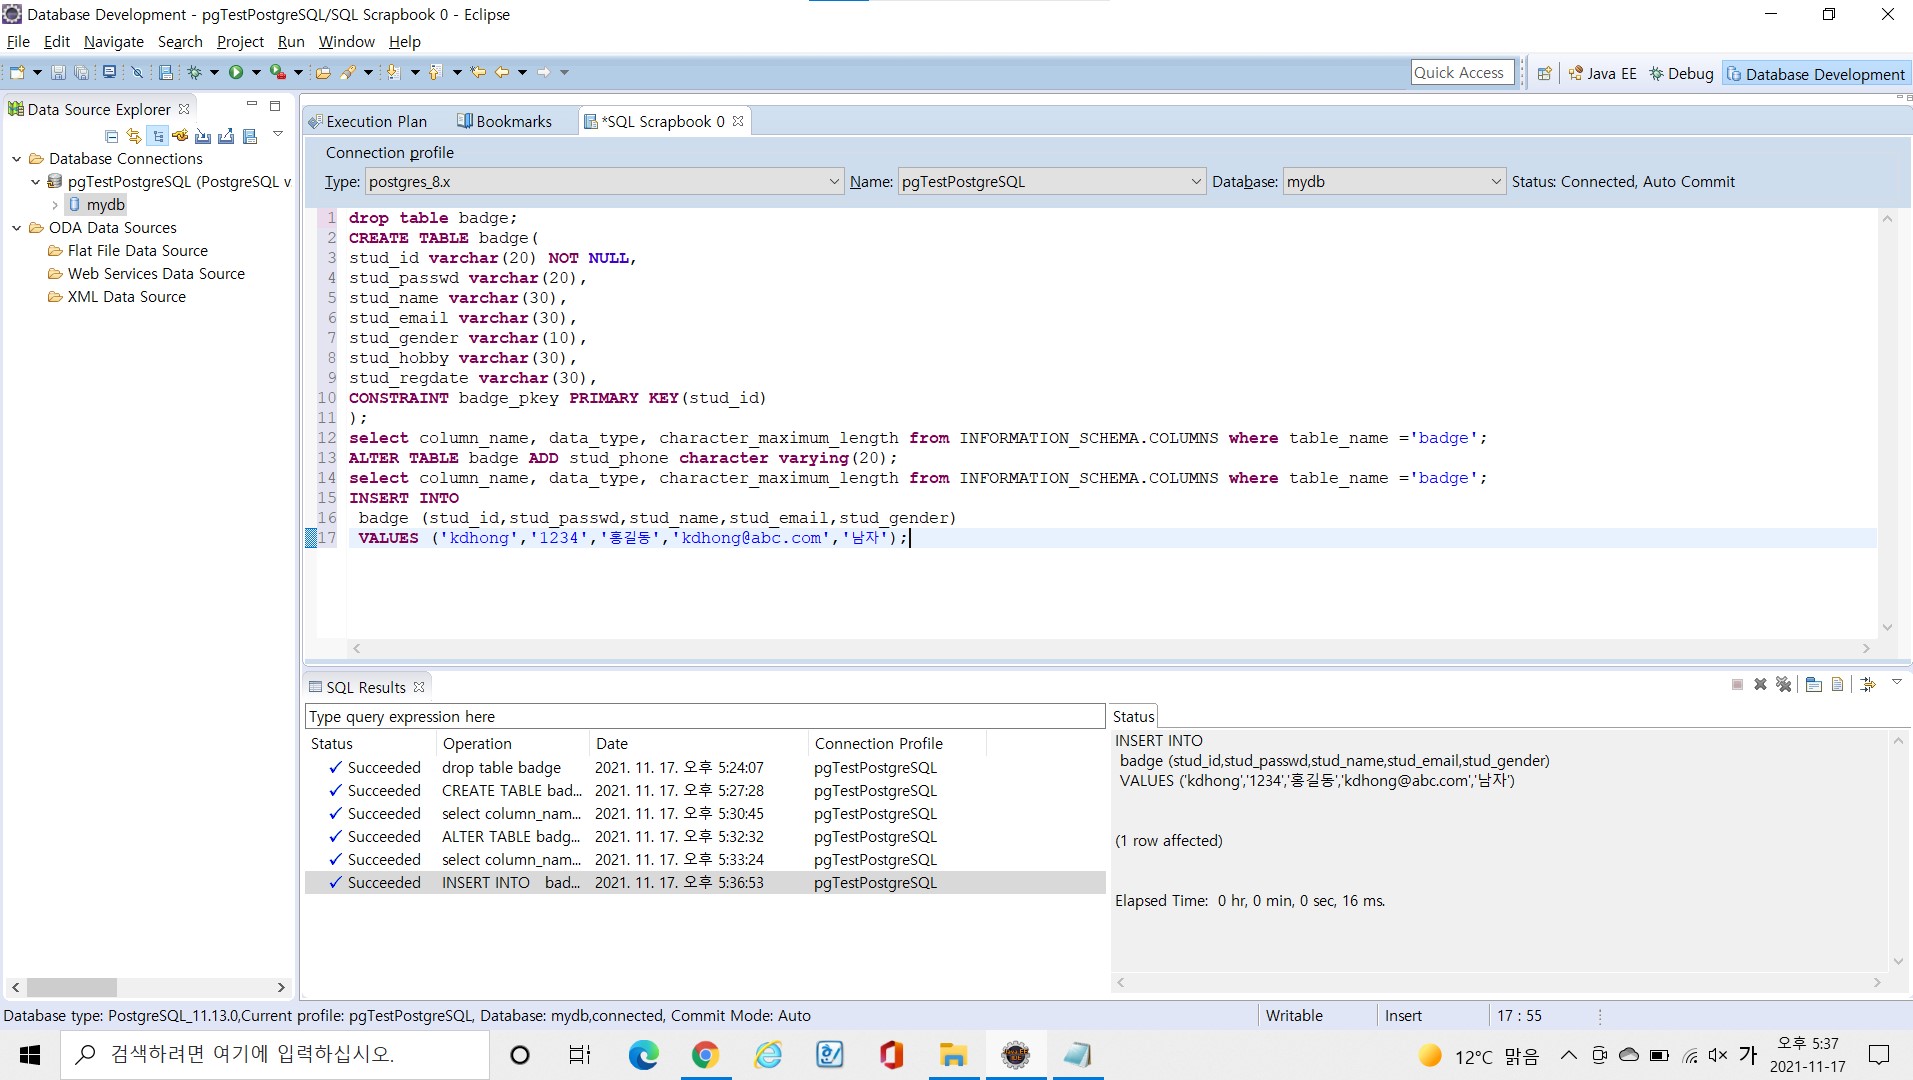 Database Development - pgTestPostgreSQL/SQL Scrapbook 0 - Eclipse
File Edit Navigate Search Project Run Window Help
Quick Access Java EE Debug Database Development
Data Source Explorer
Database Connections
pgTestPostgreSQL (PostgreSQL v
mydb
ODA Data Sources
Flat File Data Source
Web Services Data Source
XML Data Source
Execution Plan Bookmarks *SQL Scrapbook 0
Connection profile
Type: postgres_8.x Name: pgTestPostgreSQL Database: mydb Status: Connected, Auto Commit
1 drop table badge;
2 CREATE TABLE badge(
3 stud_id varchar(20) NOT NULL,
4 stud_passwd varchar(20),
5 stud_name varchar(30),
6 stud_email varchar(30),
7 stud_gender varchar(10),
8 stud_hobby varchar(30),
9 stud_regdate varchar(30),
10 CONSTRAINT badge_pkey PRIMARY KEY(stud_id)
11 );
12 select column_name, data_type, character_maximum_length from INFORMATION_SCHEMA.COLUMNS where table_name ='badge';
13 ALTER TABLE badge ADD stud_phone character varying(20);
14 select column_name, data_type, character_maximum_length from INFORMATION_SCHEMA.COLUMNS where table_name ='badge';
15 INSERT INTO
16 badge (stud_id,stud_passwd,stud_name,stud_email,stud_gender)
17 VALUES ('kdhong','1234','홍길동','kdhong@abc.com','남자');
SQL Results
Type query expression here
Status Operation Date Connection Profile
Succeeded drop table badge 2021. 11. 17. 오후 5:24:07 pgTestPostgreSQL
Succeeded CREATE TABLE bad... 2021. 11. 17. 오후 5:27:28 pgTestPostgreSQL
Succeeded select column_nam... 2021. 11. 17. 오후 5:30:45 pgTestPostgreSQL
Succeeded ALTER TABLE badg... 2021. 11. 17. 오후 5:32:32 pgTestPostgreSQL
Succeeded select column_nam... 2021. 11. 17. 오후 5:33:24 pgTestPostgreSQL
Succeeded INSERT INTO bad... 2021. 11. 17. 오후 5:36:53 pgTestPostgreSQL
Status
INSERT INTO
badge (stud_id,stud_passwd,stud_name,stud_email,stud_gender)
VALUES ('kdhong','1234','홍길동','kdhong@abc.com','남자')
(1 row affected)
Elapsed Time: 0 hr, 0 min, 0 sec, 16 ms.
Database type: PostgreSQL_11.13.0,Current profile: pgTestPostgreSQL, Database: mydb,connected, Commit Mode: Auto
Writable Insert 17 : 55
검색하려면 여기에 입력하십시오.
12°C 맑음 가 오후 5:37
2021-11-17